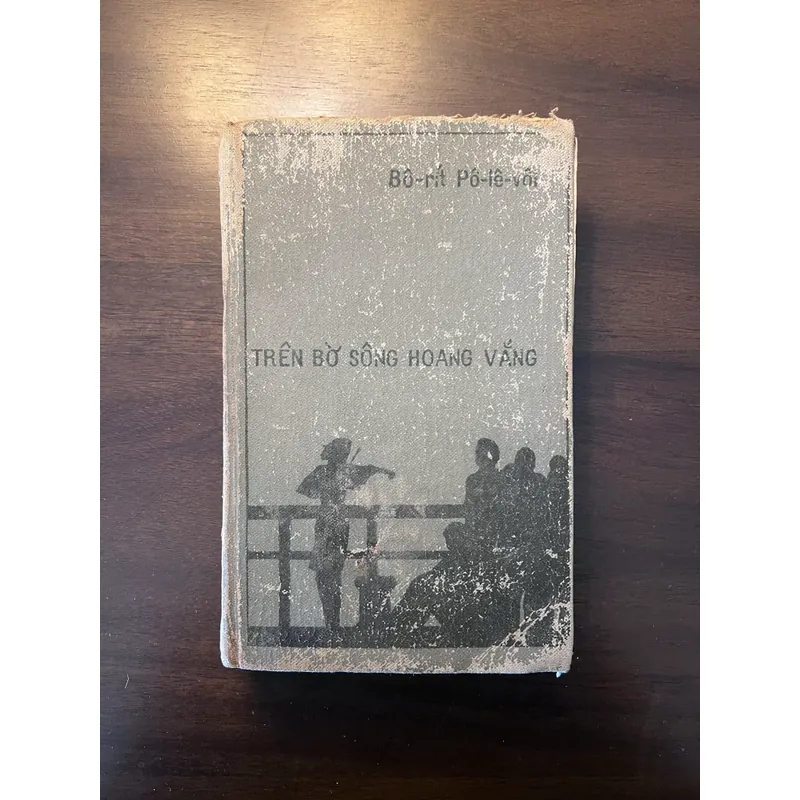 Bô-rít Pô-lê-vôi
TRÊN BỜ SÔNG HOANG VẮNG